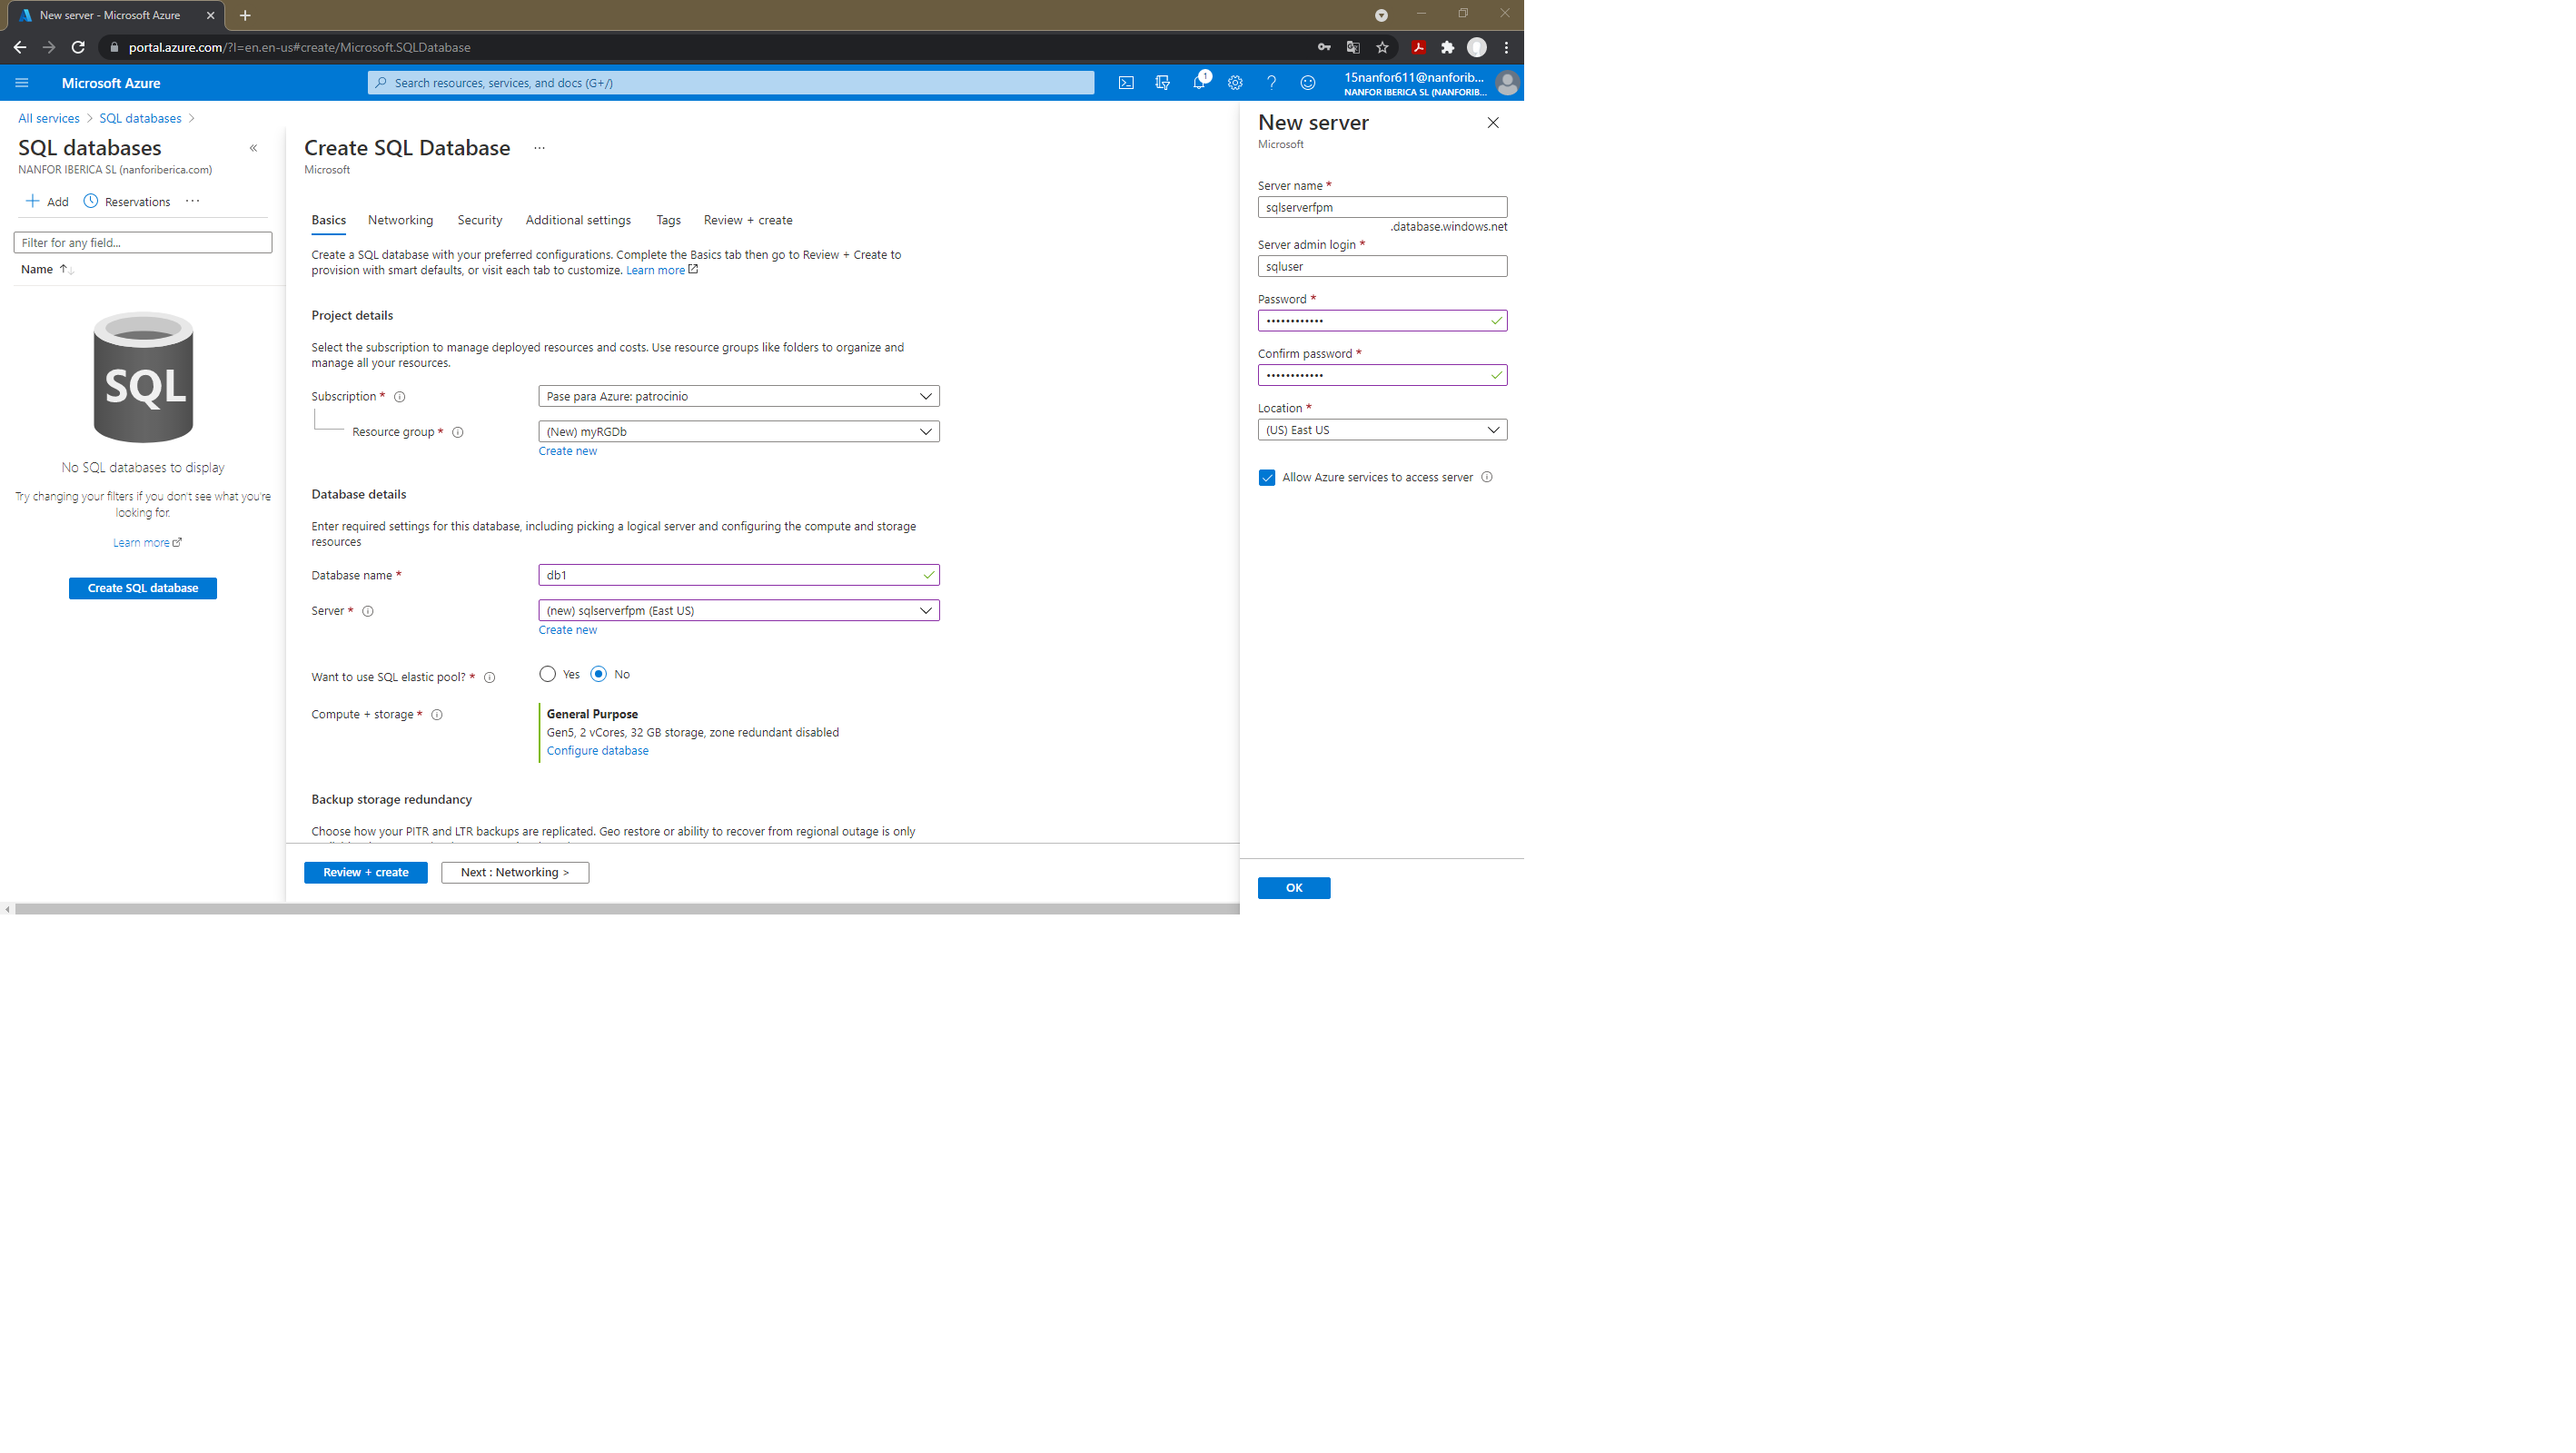 New server - Microsoft Azure
portal.azure.com/?l=en.en-us#create/Microsoft.SQLDatabase
Microsoft Azure
Search resources, services, and docs (G+/)
1
15nanfor611@nanforib...
NANFOR IBERICA SL (NANFORIB...
All services > SQL databases >
SQL databases
NANFOR IBERICA SL (nanforiberica.com)
Add Reservations ...
Filter for any field...
Name
SQL
No SQL databases to display
Try changing your filters if you don't see what you're
looking for.
Learn more
Create SQL database
Create SQL Database ...
Microsoft
Basics Networking Security Additional settings Tags Review + create
Create a SQL database with your preferred configurations. Complete the Basics tab then go to Review + Create to
provision with smart defaults, or visit each tab to customize. Learn more
Project details
Select the subscription to manage deployed resources and costs. Use resource groups like folders to organize and
manage all your resources.
Subscription * Pase para Azure: patrocinio
Resource group * (New) myRGDb
Create new
Database details
Enter required settings for this database, including picking a logical server and configuring the compute and storage
resources
Database name * db1
Server * (new) sqlserverfpm (East US)
Create new
Want to use SQL elastic pool? * Yes No
Compute + storage * General Purpose
Gen5, 2 vCores, 32 GB storage, zone redundant disabled
Configure database
Backup storage redundancy
Choose how your PITR and LTR backups are replicated. Geo restore or ability to recover from regional outage is only
Review + create Next : Networking >
New server
Microsoft
Server name *
sqlserverfpm
.database.windows.net
Server admin login *
sqluser
Password *
••••••••••••
Confirm password *
••••••••••••
Location *
(US) East US
Allow Azure services to access server
OK